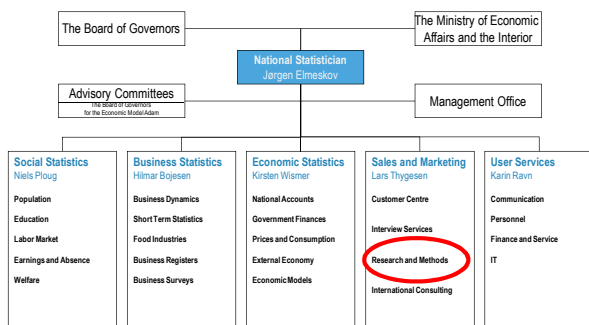 The Board of Governors
The Ministry of Economic
Affairs and the Interior
National Statistician
Jørgen Elmeskov
Advisory Committees
The Board of Governors
for the Economic Model Adam
Management Office
Social Statistics
Niels Ploug
Population
Education
Labor Market
Earnings and Absence
Welfare
Business Statistics
Hilmar Bojesen
Business Dynamics
Short Term Statistics
Food Industries
Business Registers
Business Surveys
Economic Statistics
Kirsten Wismer
National Accounts
Government Finances
Prices and Consumption
External Economy
Economic Models
Sales and Marketing
Lars Thygesen
Customer Centre
Interview Services
Research and Methods
International Consulting
User Services
Karin Ravn
Communication
Personnel
Finance and Service
IT